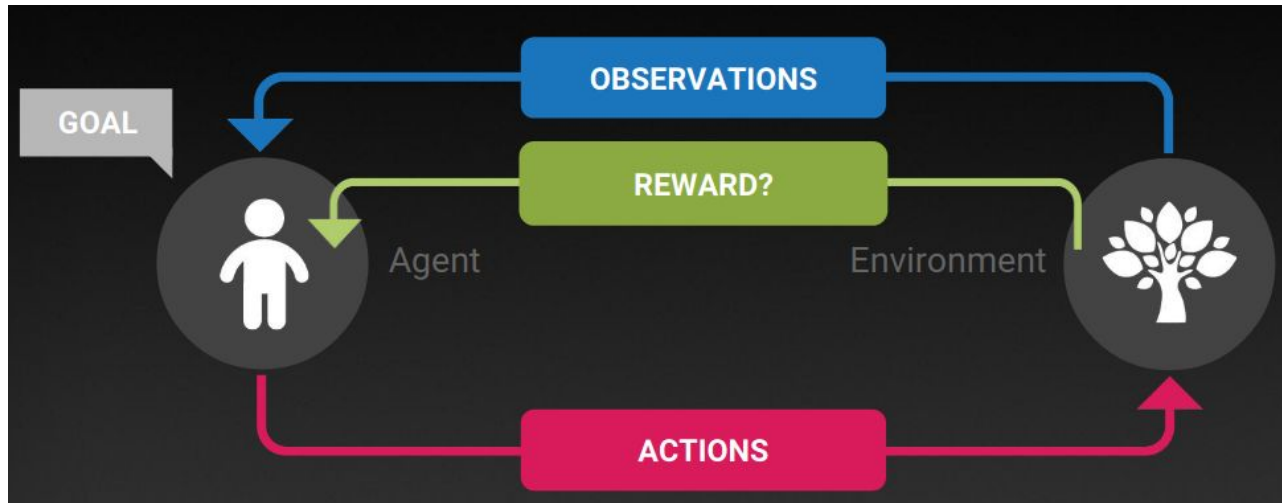 OBSERVATIONS
GOAL
REWARD?
Agent
Environment
ACTIONS